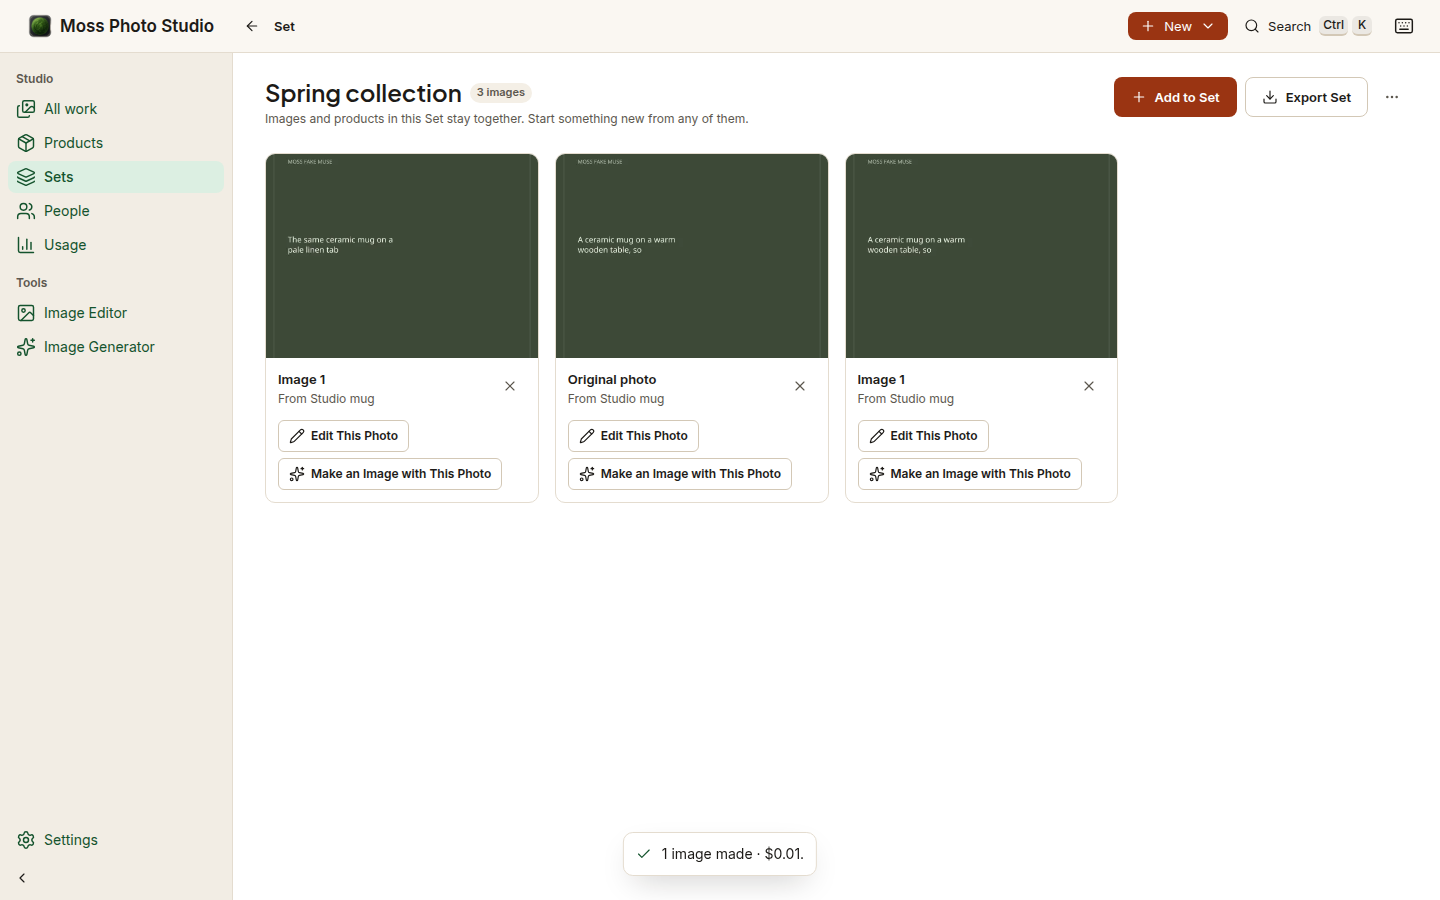 Moss Photo Studio
Set
New
Search
Ctrl
K
Studio
All work
Products
Sets
People
Usage
Tools
Image Editor
Image Generator
Settings
Spring collection
3 images
Images and products in this Set stay together. Start something new from any of them.
Add to Set
Export Set
MOSS FAKE MUSE
The same ceramic mug on a
pale linen tab
Image 1
From Studio mug
Edit This Photo
Make an Image with This Photo
MOSS FAKE MUSE
A ceramic mug on a warm
wooden table, so
Original photo
From Studio mug
Edit This Photo
Make an Image with This Photo
MOSS FAKE MUSE
A ceramic mug on a warm
wooden table, so
Image 1
From Studio mug
Edit This Photo
Make an Image with This Photo
1 image made · $0.01.